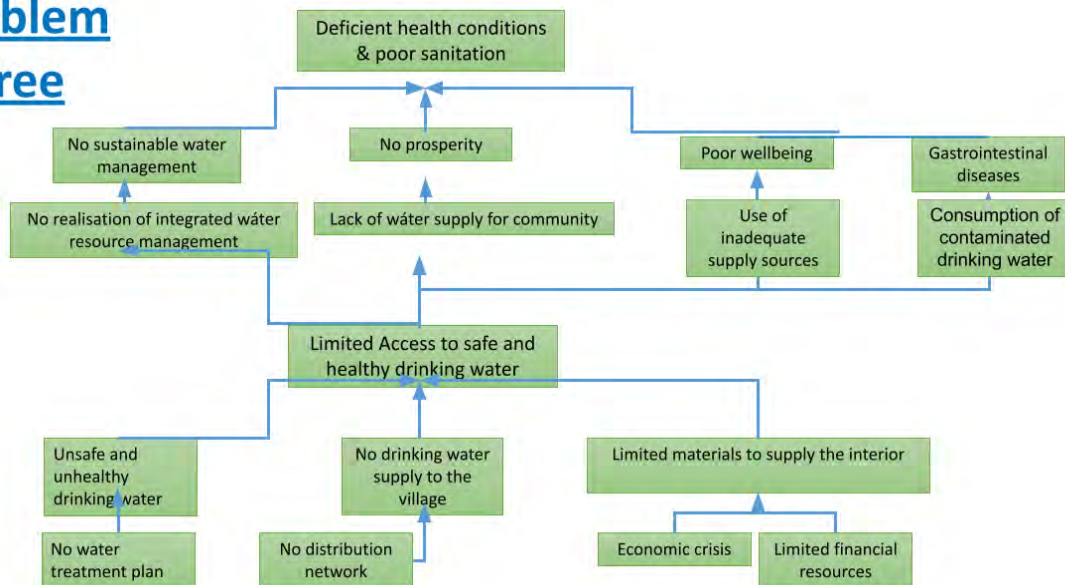 blem
ree
Deficient health conditions
& poor sanitation
No sustainable water
management
No prosperity
Poor wellbeing
Gastrointestinal
diseases
No realisation of integrated water
resource management
Lack of water supply for community
Use of
inadequate
supply sources
Consumption of
contaminated
drinking water
Limited Access to safe and
healthy drinking water
Unsafe and
unhealthy
drinking water
No drinking water
supply to the
village
Limited materials to supply the interior
No water
treatment plan
No distribution
network
Economic crisis
Limited financial
resources